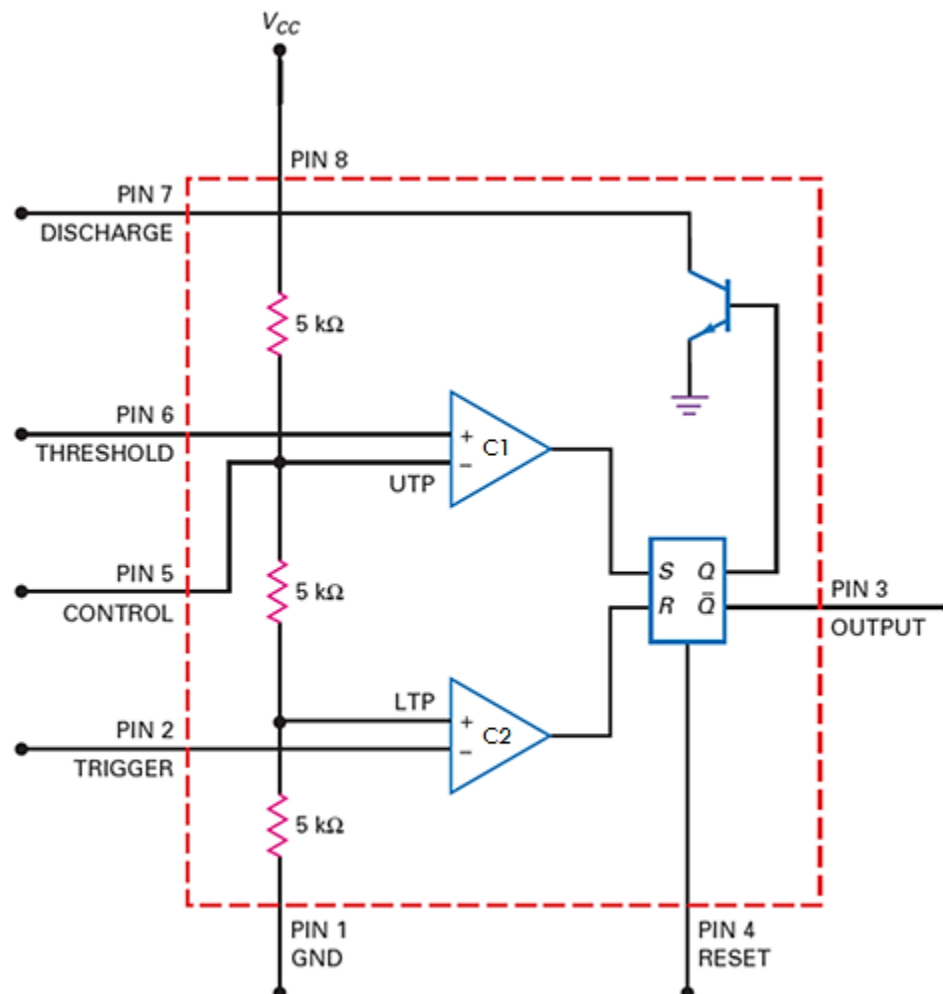 V_CC
PIN 8
PIN 7
DISCHARGE
5 kΩ
PIN 6
THRESHOLD
+
−
C1
UTP
PIN 5
CONTROL
5 kΩ
S Q
R Q̄
PIN 3
OUTPUT
LTP
+
−
C2
PIN 2
TRIGGER
5 kΩ
PIN 1
GND
PIN 4
RESET